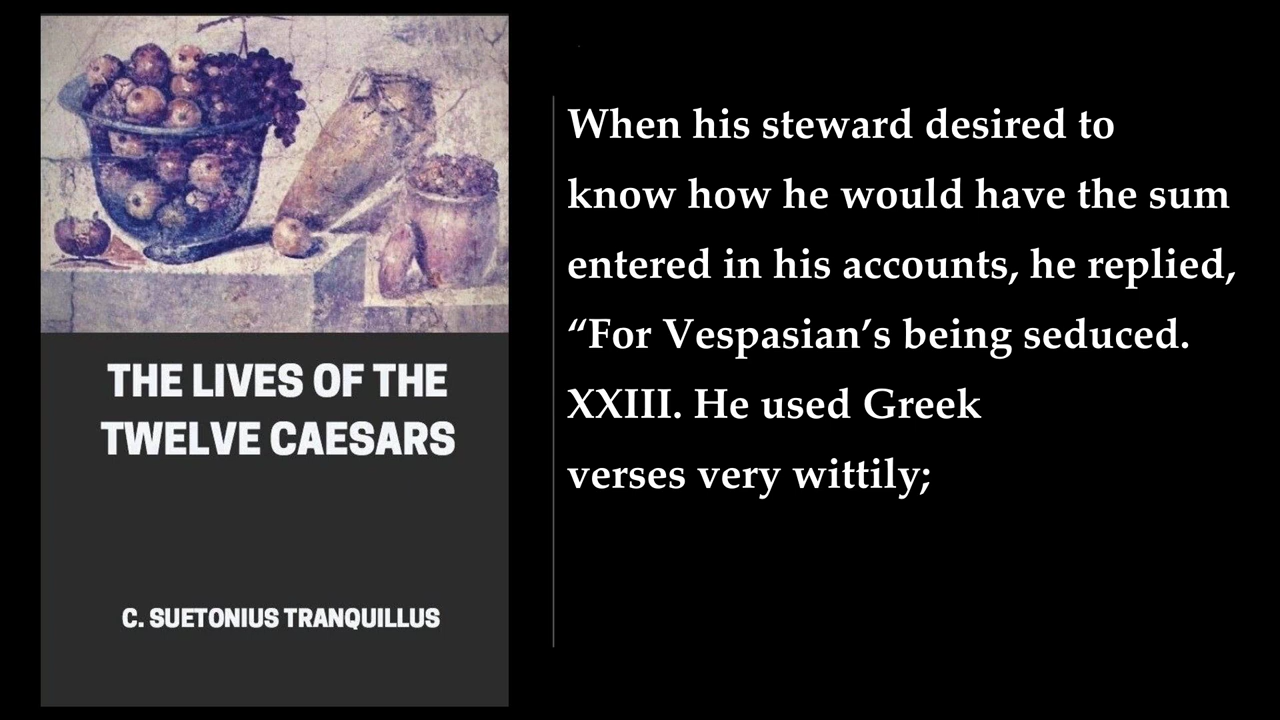 THE LIVES OF THE
TWELVE CAESARS
C. SUETONIUS TRANQUILLUS
When his steward desired to
know how he would have the sum
entered in his accounts, he replied,
“For Vespasian’s being seduced.
XXIII. He used Greek
verses very wittily;